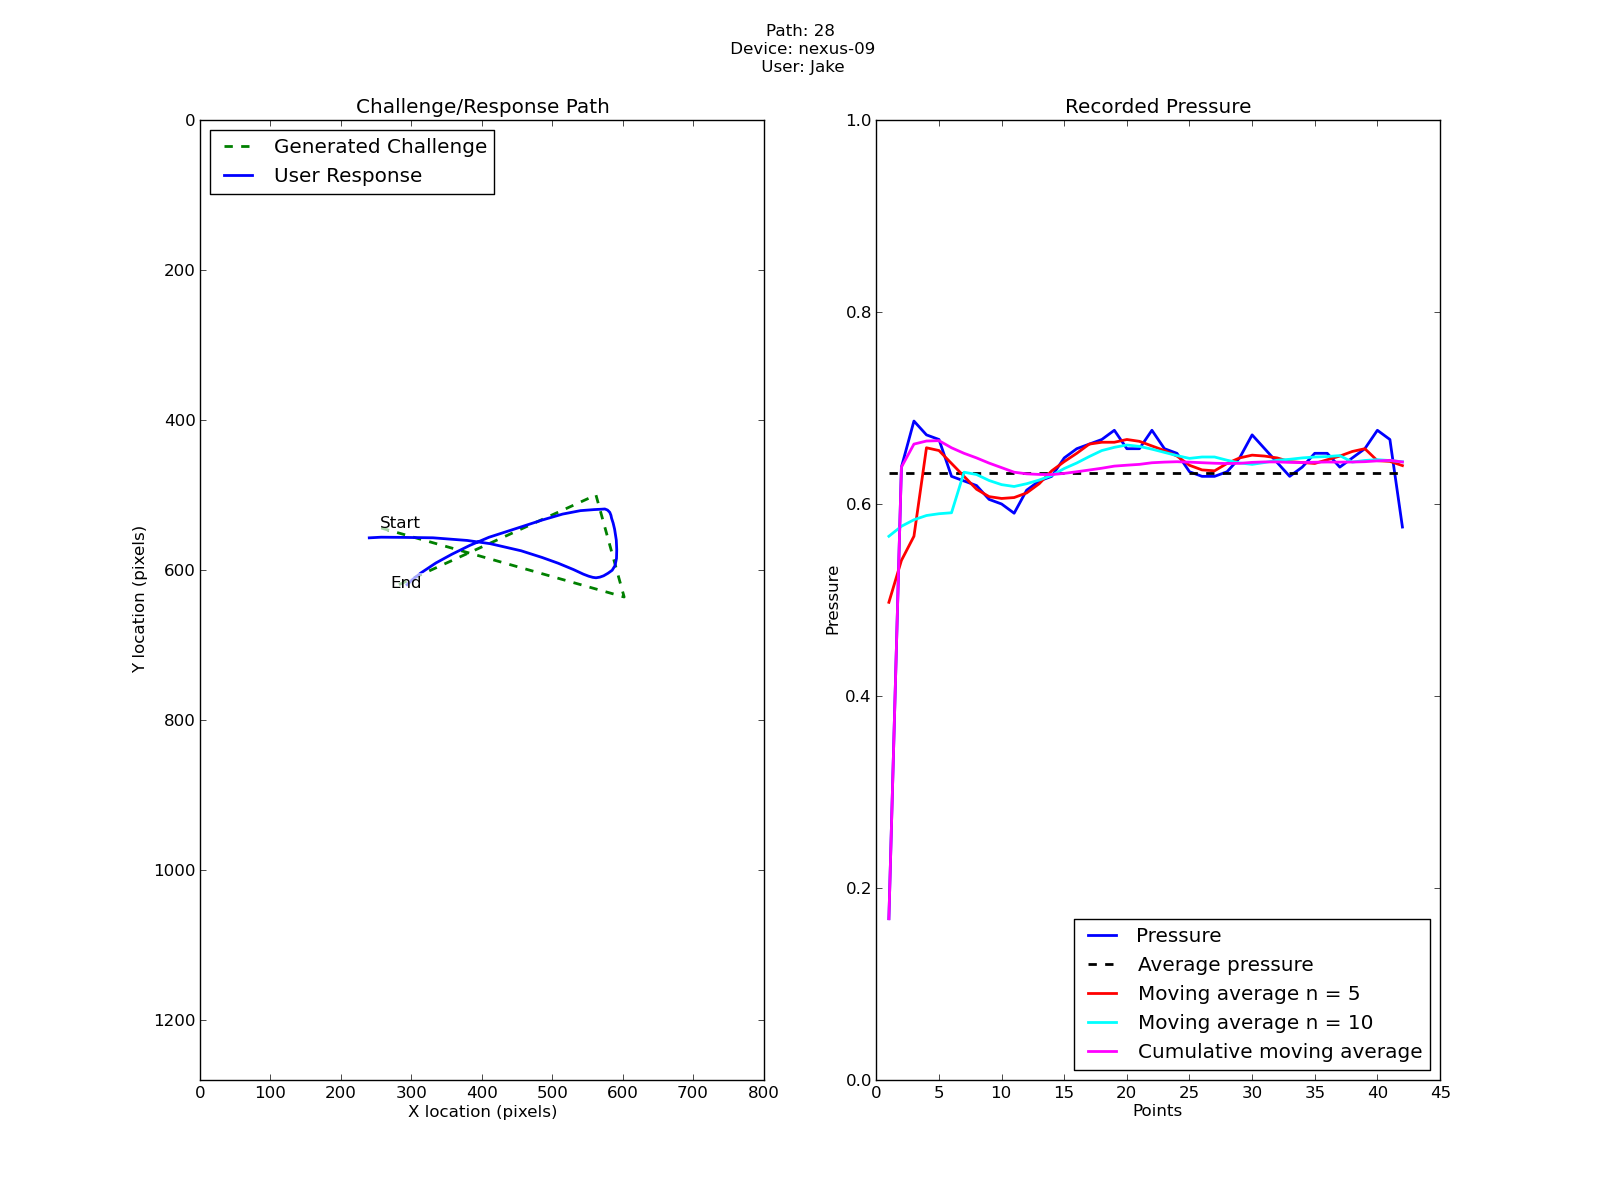 Path: 28
Device: nexus-09
User: Jake
Challenge/Response Path
Generated Challenge
User Response
0
200
400
600
800
1000
1200
Y location (pixels)
Start
End
0 100 200 300 400 500 600 700 800
X location (pixels)
Recorded Pressure
1.0
0.8
0.6
0.4
0.2
0.0
Pressure
Pressure
Average pressure
Moving average n = 5
Moving average n = 10
Cumulative moving average
0 5 10 15 20 25 30 35 40 45
Points